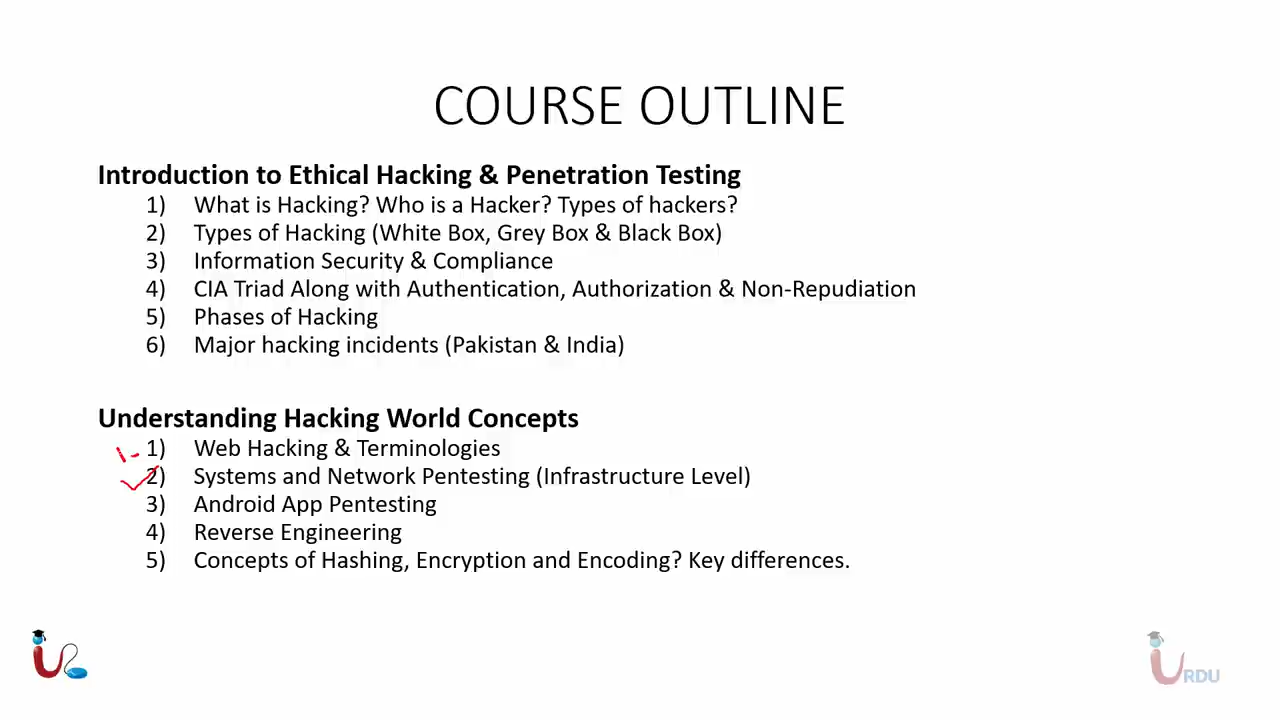 COURSE OUTLINE
Introduction to Ethical Hacking & Penetration Testing
1) What is Hacking? Who is a Hacker? Types of hackers?
2) Types of Hacking (White Box, Grey Box & Black Box)
3) Information Security & Compliance
4) CIA Triad Along with Authentication, Authorization & Non-Repudiation
5) Phases of Hacking
6) Major hacking incidents (Pakistan & India)
Understanding Hacking World Concepts
1) Web Hacking & Terminologies
2) Systems and Network Pentesting (Infrastructure Level)
3) Android App Pentesting
4) Reverse Engineering
5) Concepts of Hashing, Encryption and Encoding? Key differences.
iU
iURDU